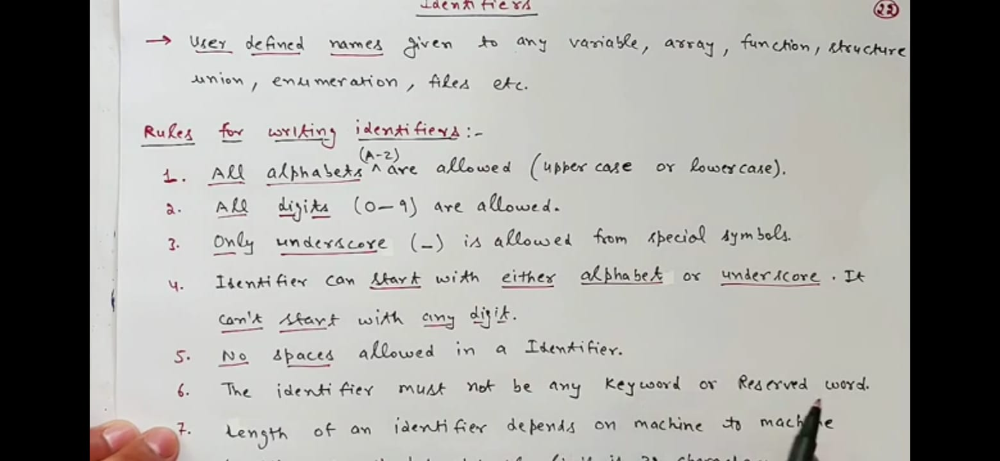 Identifiers
22
→ User defined names given to any variable, array, function, structure
union, enumeration, files etc.
Rules for writing identifiers:-
(A-Z)
1. All alphabets ^ are allowed (upper case or lowercase).
2. All digits (0-9) are allowed.
3. Only underscore (_) is allowed from special symbols.
4. Identifier can start with either alphabet or underscore. It
can't start with any digit.
5. No spaces allowed in a Identifier.
6. The identifier must not be any Keyword or Reserved word.
7. Length of an identifier depends on machine to machine